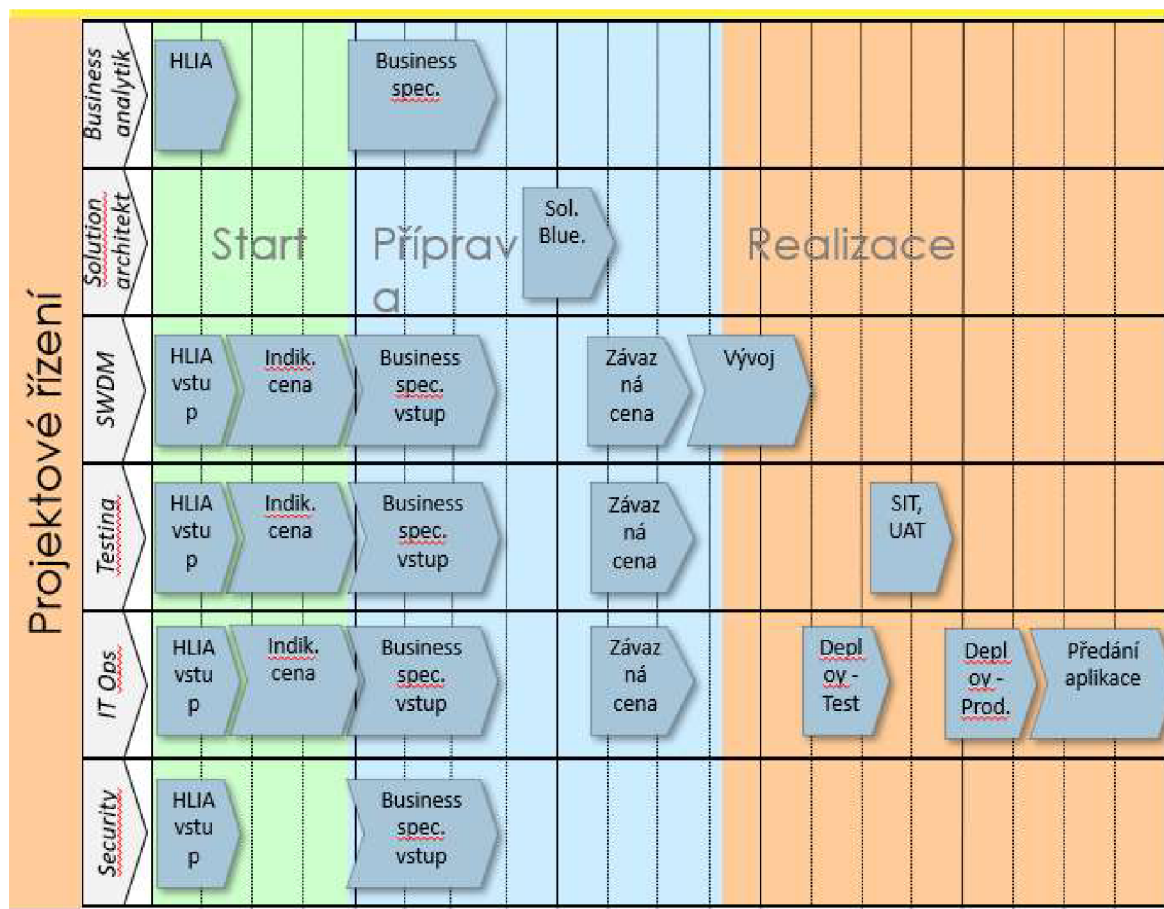 Projektové řízení
Business
analytik
HLIA
Business
spec.
Solution
architekt
Start
Příprav
a
Sol.
Blue.
Realizace
SWDM
HLIA
vstu
p
Indik.
cena
Business
spec.
vstup
Závaz
ná
cena
Vývoj
Testing
HLIA
vstu
p
Indik.
cena
Business
spec.
vstup
Závaz
ná
cena
SIT,
UAT
IT Ops
HLIA
vstu
p
Indik.
cena
Business
spec.
vstup
Závaz
ná
cena
Depl
oy -
Test
Depl
oy -
Prod.
Předání
aplikace
Security
HLIA
vstu
p
Business
spec.
vstup